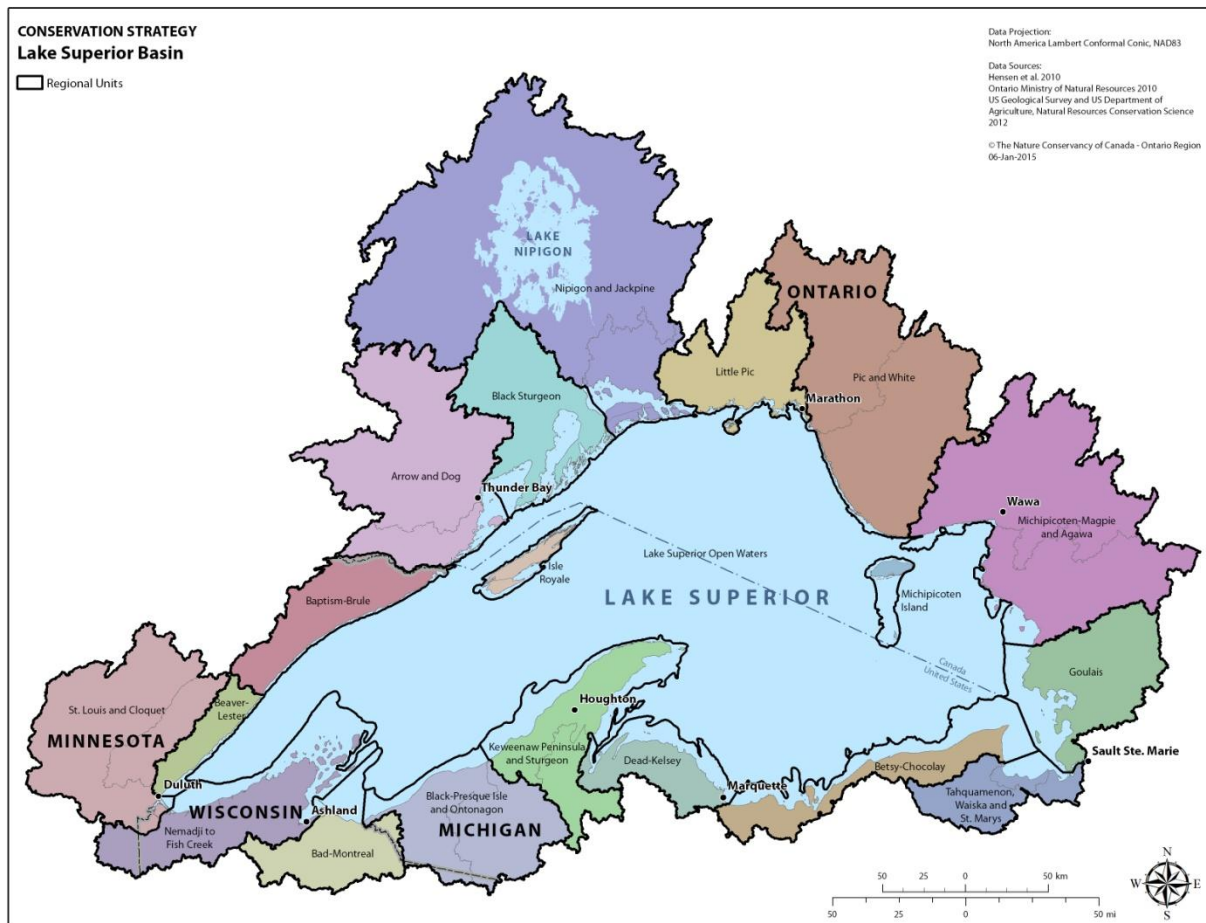 CONSERVATION STRATEGY
Lake Superior Basin
Regional Units
Data Projection:
North America Lambert Conformal Conic, NAD83
Data Sources:
Hensen et al. 2010
Ontario Ministry of Natural Resources 2010
US Geological Survey and US Department of
Agriculture, Natural Resources Conservation Science
2012
© The Nature Conservancy of Canada - Ontario Region
06-Jan-2015
LAKE
NIPIGON
Nipigon and Jackpine
ONTARIO
Little Pic
Pic and White
Black Sturgeon
Marathon
Arrow and Dog
Thunder Bay
Wawa
Michipicoten-Magpie
and Agawa
Lake Superior Open Waters
Isle
Royale
Baptism-Brule
LAKE SUPERIOR
Michipicoten
Island
Canada
United States
Goulais
St. Louis and Cloquet
Beaver-
Lester
MINNESOTA
Houghton
Keweenaw Peninsula
and Sturgeon
Dead-Kelsey
Betsy-Chocolay
Sault Ste. Marie
Duluth
WISCONSIN
Ashland
Black-Presque Isle
and Ontonagon
MICHIGAN
Marquette
Tahquamenon,
Waiska and
St. Marys
Nemadji to
Fish Creek
Bad-Montreal
N
W E
S
50 25 0 50 km
50 25 0 50 mi